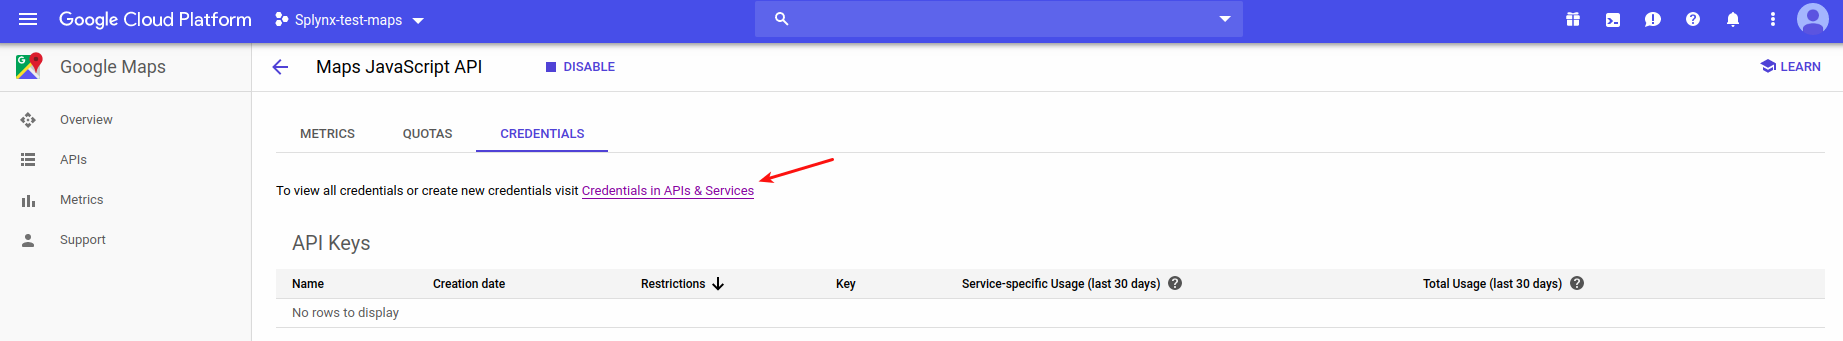 Google Cloud Platform Splynx-test-maps
Google Maps Maps JavaScript API DISABLE LEARN
Overview
APIs
Metrics
Support
METRICS QUOTAS CREDENTIALS
To view all credentials or create new credentials visit Credentials in APIs & Services
API Keys
Name Creation date Restrictions Key Service-specific Usage (last 30 days) Total Usage (last 30 days)
No rows to display